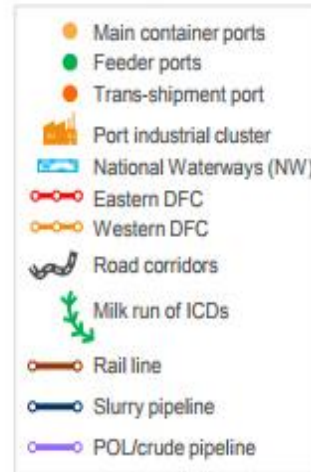 Main container ports
Feeder ports
Trans-shipment port
Port industrial cluster
National Waterways (NW)
Eastern DFC
Western DFC
Road corridors
Milk run of ICDs
Rail line
Slurry pipeline
POL/crude pipeline